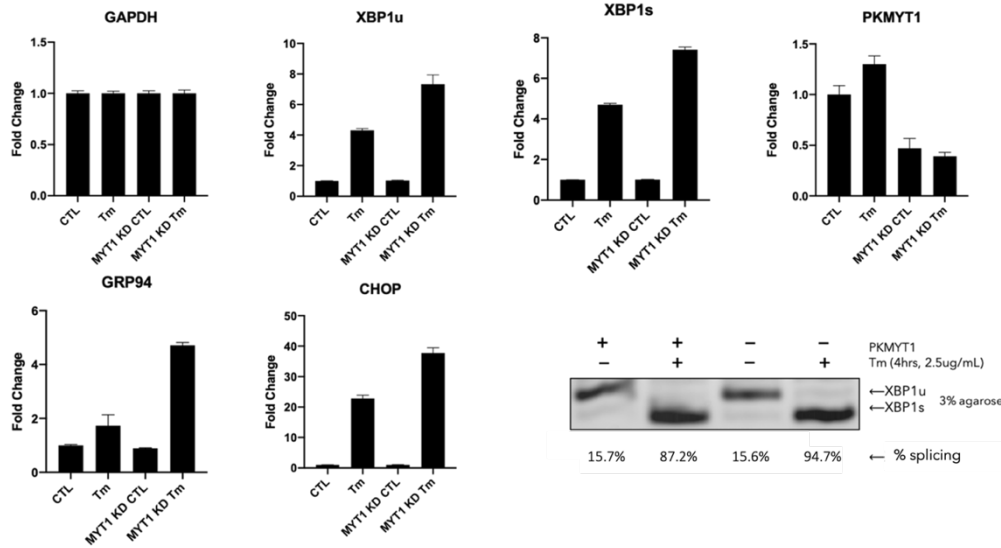 GAPDH
Fold Change
1.5
1.0
0.5
0.0
CTL
Tm
MYT1 KD CTL
MYT1 KD Tm
XBP1u
Fold Change
10
8
6
4
2
0
CTL
Tm
MYT1 KD CTL
MYT1 KD Tm
XBP1s
Fold Change
8
6
4
2
0
CTL
Tm
MYT1 KD CTL
MYT1 KD Tm
PKMYT1
Fold Change
1.5
1.0
0.5
0.0
CTL
Tm
MYT1 KD CTL
MYT1 KD Tm
GRP94
Fold Change
6
4
2
0
CTL
Tm
MYT1 KD CTL
MYT1 KD Tm
CHOP
Fold Change
50
40
30
20
10
0
CTL
Tm
MYT1 KD CTL
MYT1 KD Tm
+ + − − PKMYT1
− + − + Tm (4hrs, 2.5ug/mL)
←XBP1u
←XBP1s
3% agarose
15.7% 87.2% 15.6% 94.7% ← % splicing